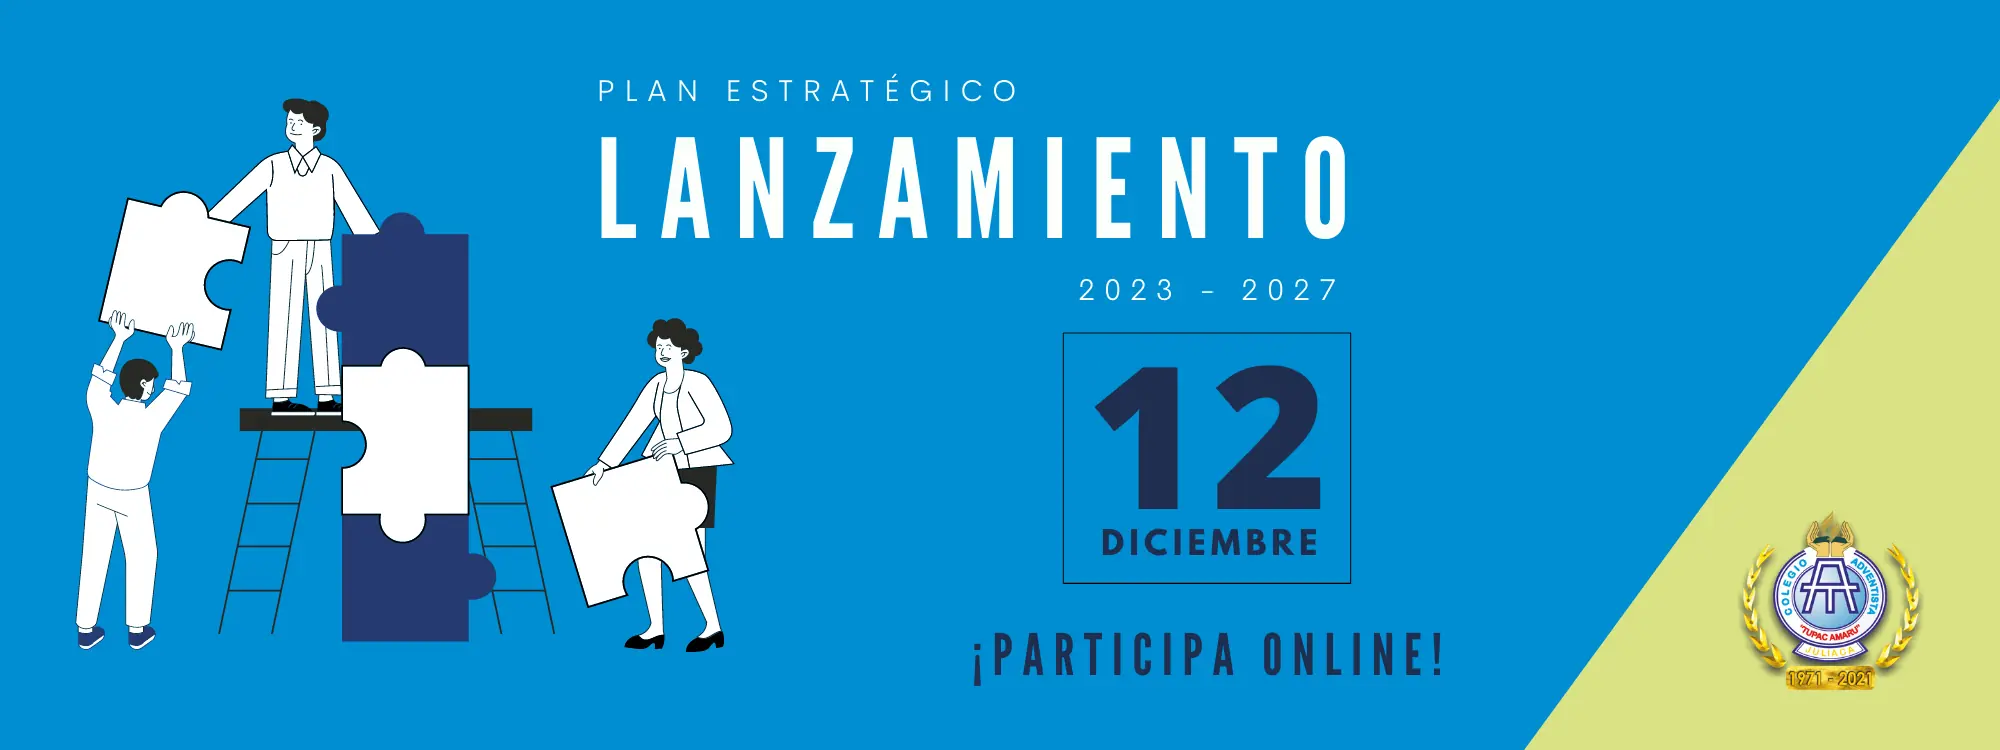 PLAN ESTRATÉGICO
LANZAMIENTO
2023 - 2027
12
DICIEMBRE
¡PARTICIPA ONLINE!
COLEGIO ADVENTISTA
"TUPAC AMARU"
JULIACA
1971 - 2021